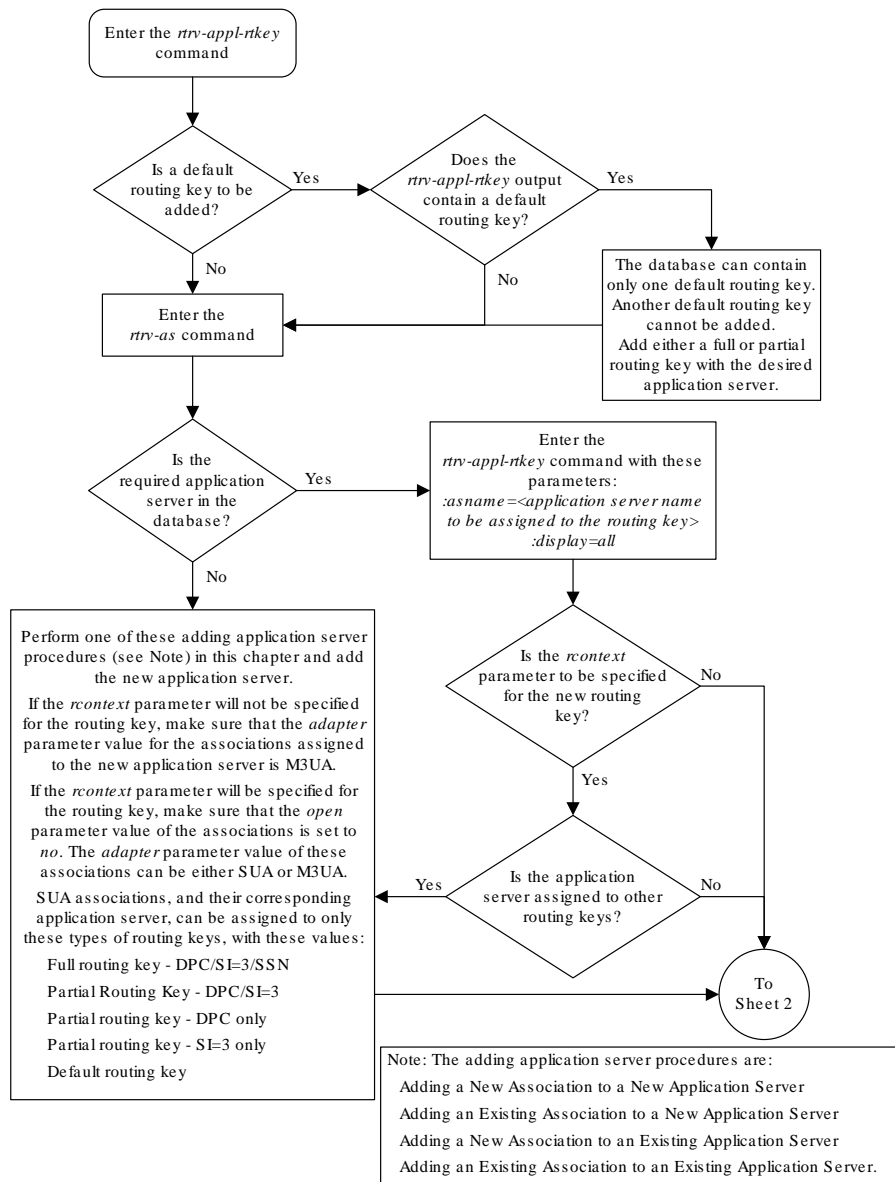 Enter the rtrv-appl-rtkey
command
Is a default
routing key to be
added?
Yes
No
Does the
rtrv-appl-rtkey output
contain a default
routing key?
Yes
No
The database can contain
only one default routing key.
Another default routing key
cannot be added.
Add either a full or partial
routing key with the desired
application server.
Enter the
rtrv-as command
Is the
required application
server in the
database?
Yes
No
Enter the
rtrv-appl-rtkey command with these
parameters:
:asname=<application server name
to be assigned to the routing key>
:display=all
Is the rcontext
parameter to be specified
for the new routing
key?
No
Yes
Is the application
server assigned to other
routing keys?
Yes
No
Perform one of these adding application server
procedures (see Note) in this chapter and add
the new application server.
If the rcontext parameter will not be specified
for the routing key, make sure that the adapter
parameter value for the associations assigned
to the new application server is M3UA.
If the rcontext parameter will be specified for
the routing key, make sure that the open
parameter value of the associations is set to
no. The adapter parameter value of these
associations can be either SUA or M3UA.
SUA associations, and their corresponding
application server, can be assigned to only
these types of routing keys, with these values:
Full routing key - DPC/SI=3/SSN
Partial Routing Key - DPC/SI=3
Partial routing key - DPC only
Partial routing key - SI=3 only
Default routing key
To
Sheet 2
Note: The adding application server procedures are:
Adding a New Association to a New Application Server
Adding an Existing Association to a New Application Server
Adding a New Association to an Existing Application Server
Adding an Existing Association to an Existing Application Server.